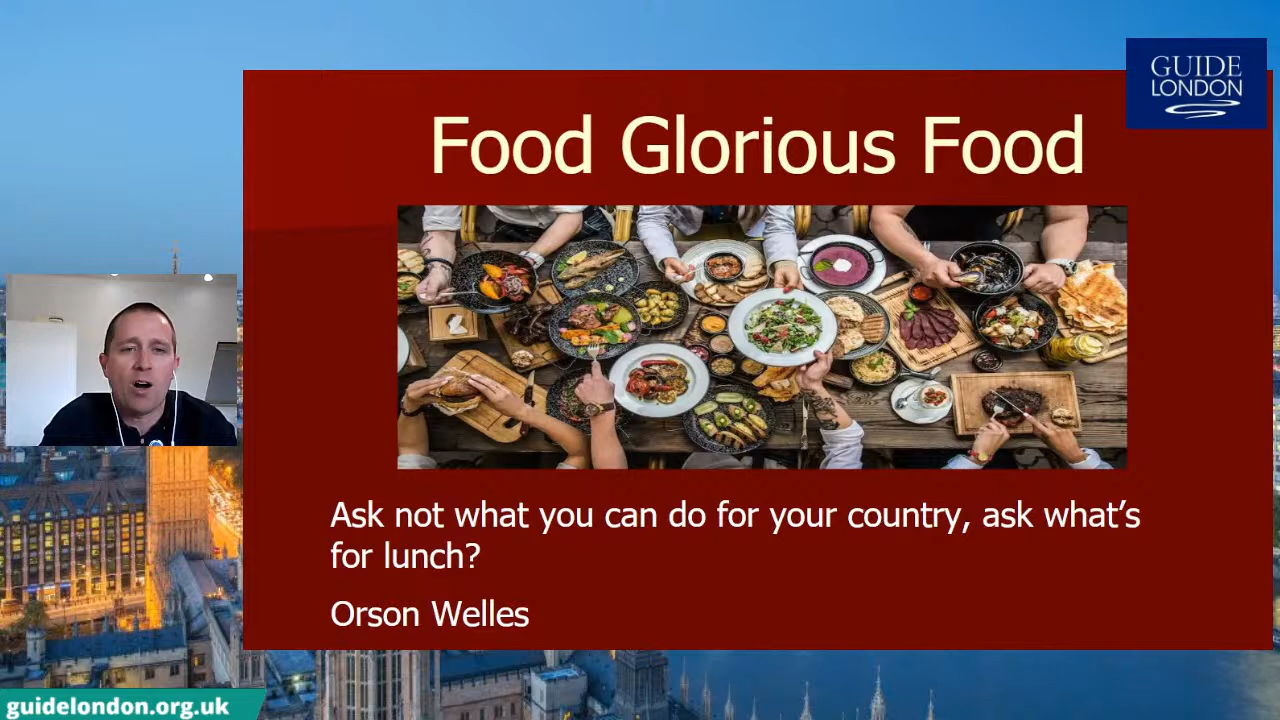 GUIDE
LONDON
Food Glorious Food
Ask not what you can do for your country, ask what’s
for lunch?
Orson Welles
guidelondon.org.uk